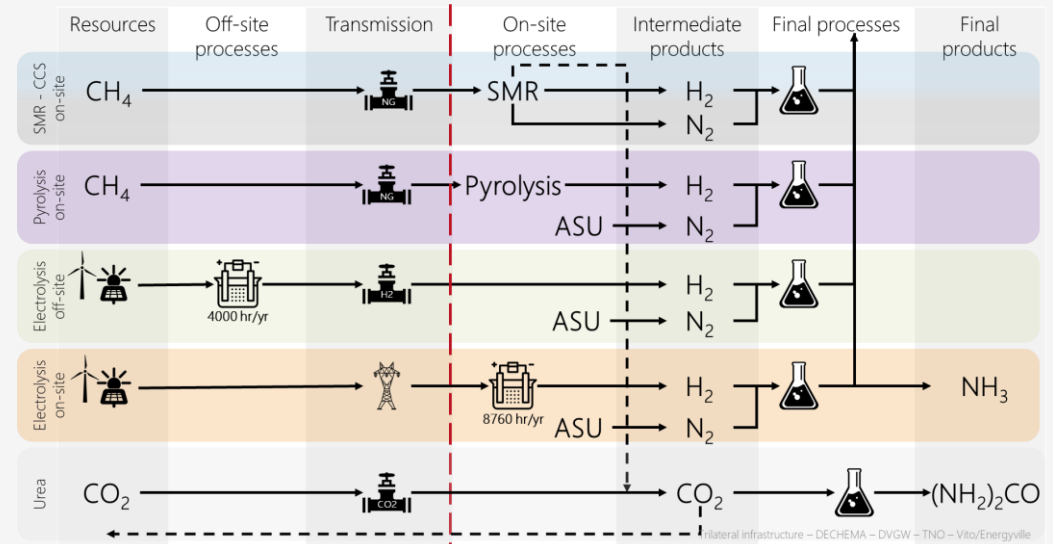 Resources
Off-site
processes
Transmission
On-site
processes
Intermediate
products
Final processes
Final
products
SMR - CCS
on-site
CH4
NG
SMR
H2
N2
Pyrolysis
on-site
CH4
NG
Pyrolysis
H2
ASU
N2
Electrolysis
off-site
4000 hr/yr
H2
H2
ASU
N2
Electrolysis
on-site
8760 hr/yr
H2
NH3
ASU
N2
Urea
CO2
CO2
CO2
(NH2)2CO
Trilateral infrastructure – DECHEMA – DVGW – TNO – Vito/Energyville